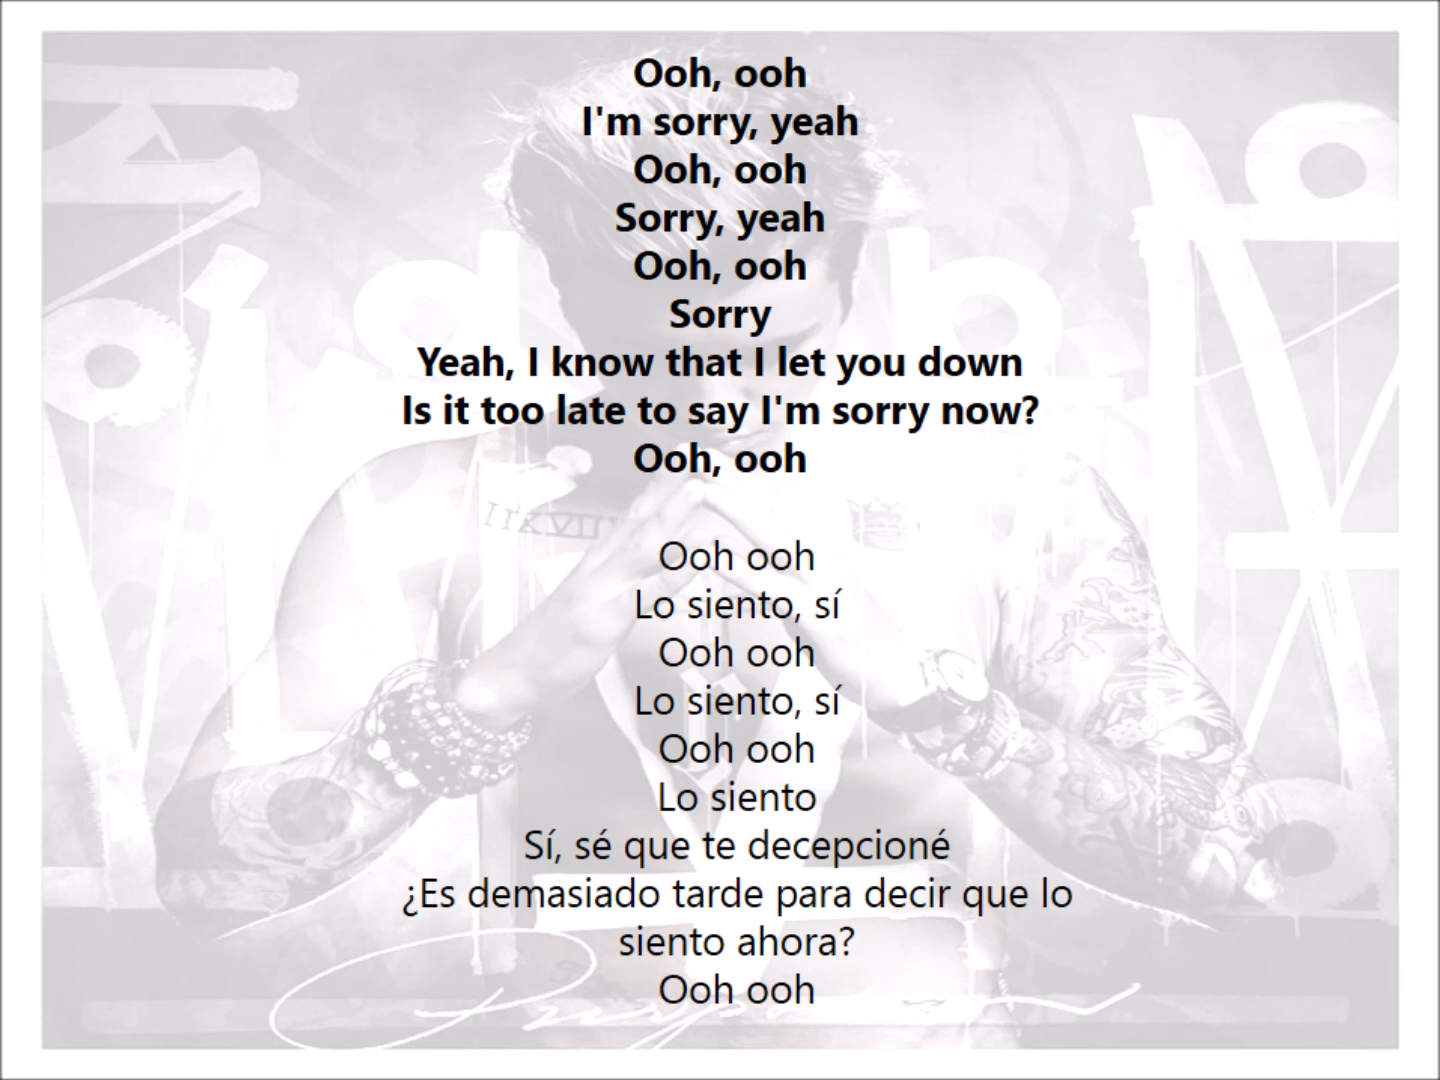 Ooh, ooh
I'm sorry, yeah
Ooh, ooh
Sorry, yeah
Ooh, ooh
Sorry
Yeah, I know that I let you down
Is it too late to say I'm sorry now?
Ooh, ooh
Ooh ooh
Lo siento, sí
Ooh ooh
Lo siento, sí
Ooh ooh
Lo siento
Sí, sé que te decepcioné
¿Es demasiado tarde para decir que lo
siento ahora?
Ooh ooh